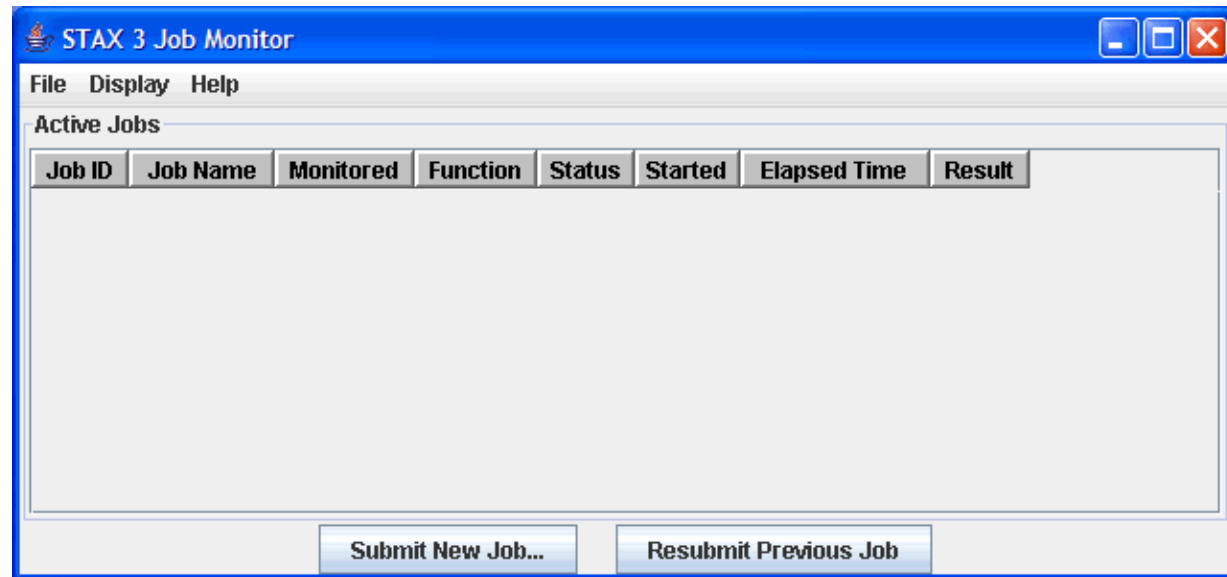 STAX 3 Job Monitor
File Display Help
Active Jobs
Job ID Job Name Monitored Function Status Started Elapsed Time Result
Submit New Job... Resubmit Previous Job